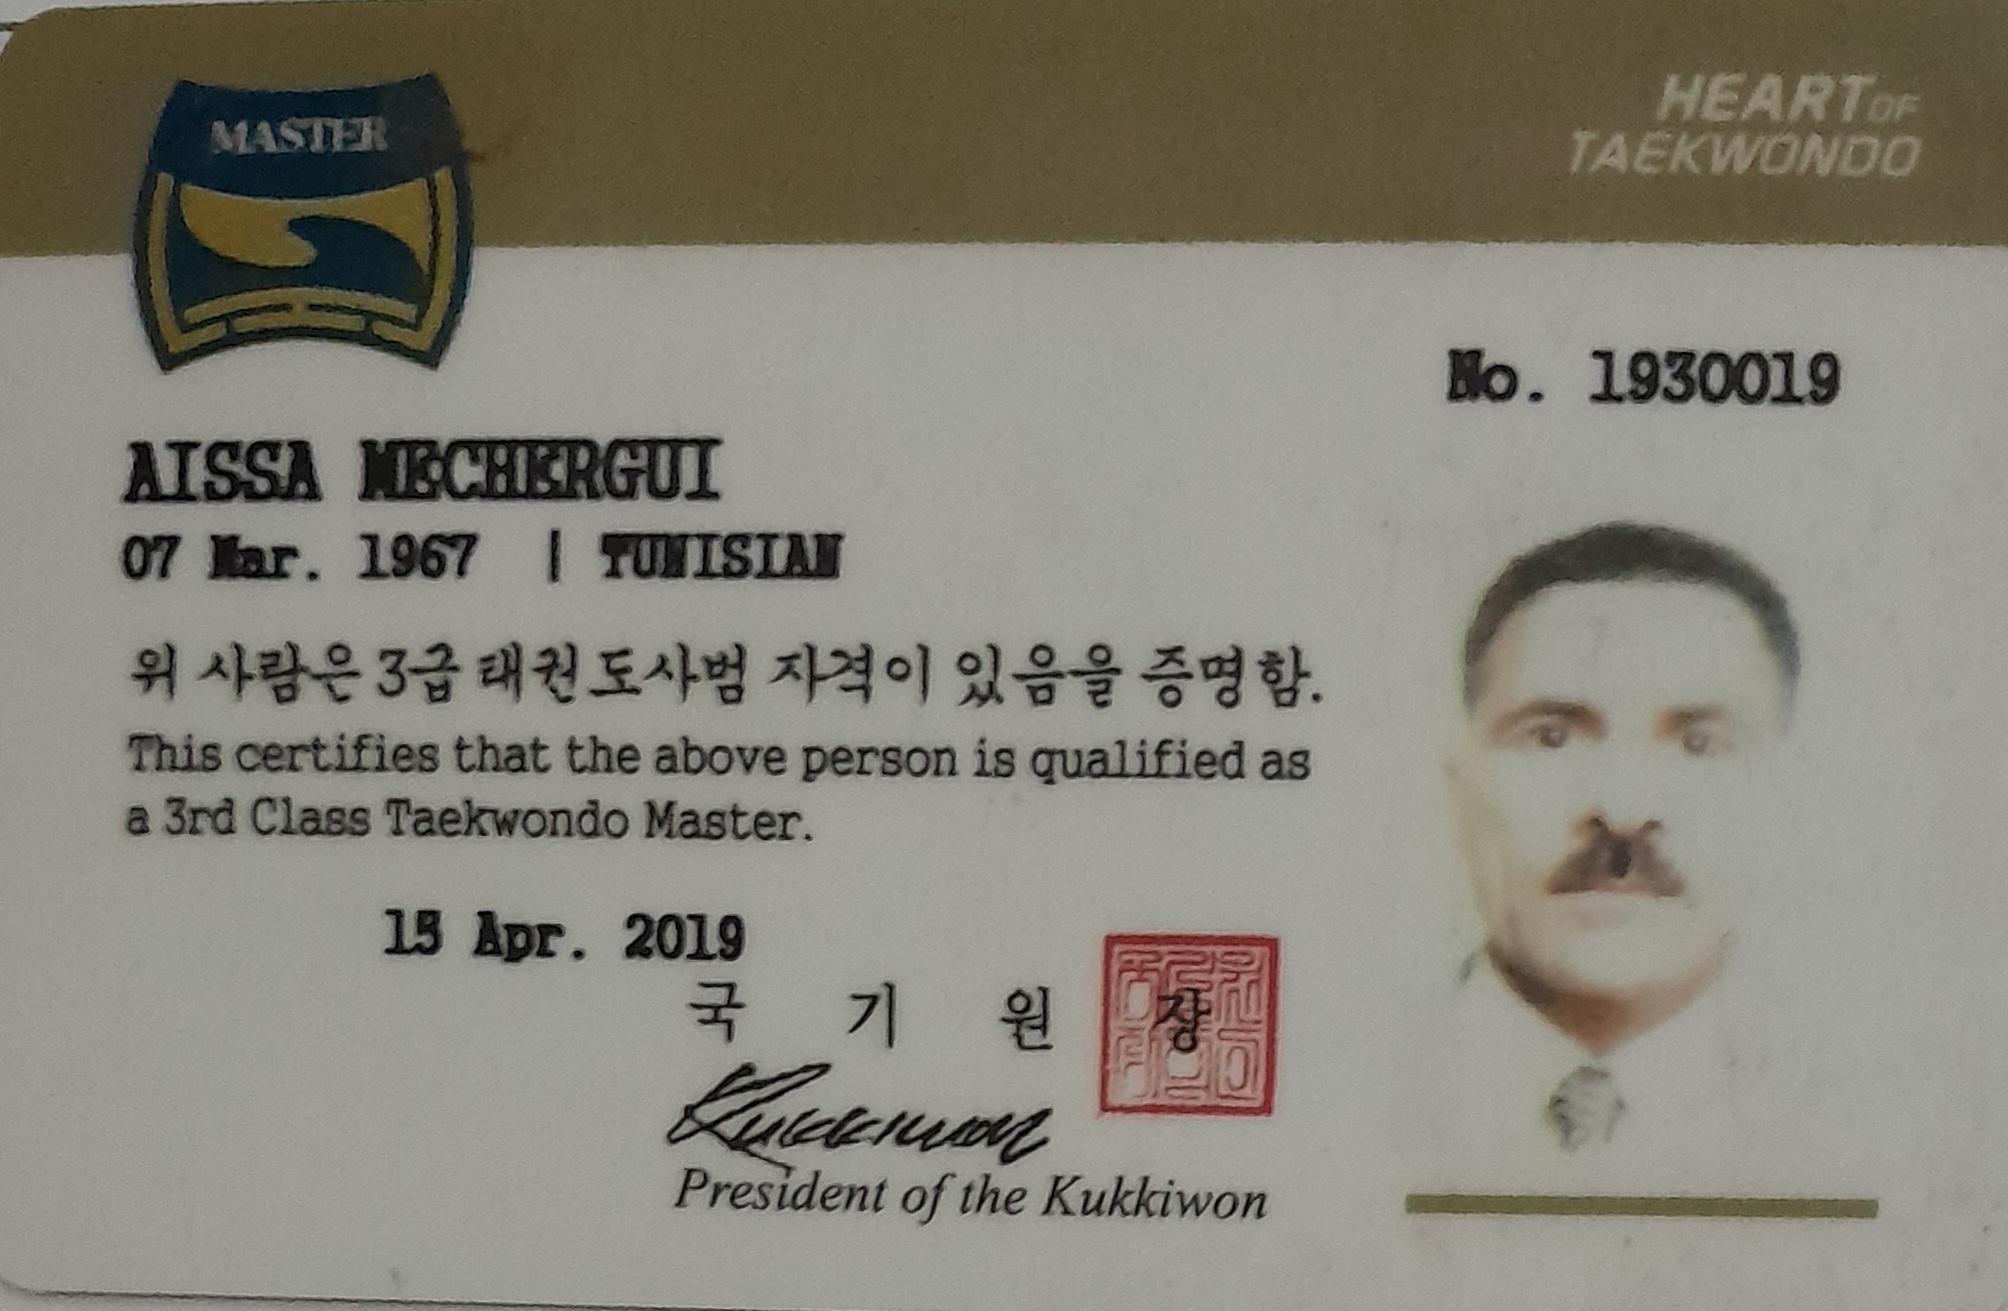 MASTER
HEART OF
TAEKWONDO
No. 1930019
AISSA MECHERGUI
07 Mar. 1967 | TUNISIAN
위 사람은 3급 태권도사범 자격이 있음을 증명함.
This certifies that the above person is qualified as
a 3rd Class Taekwondo Master.
15 Apr. 2019
국 기 원 장
Kukkiwon
President of the Kukkiwon